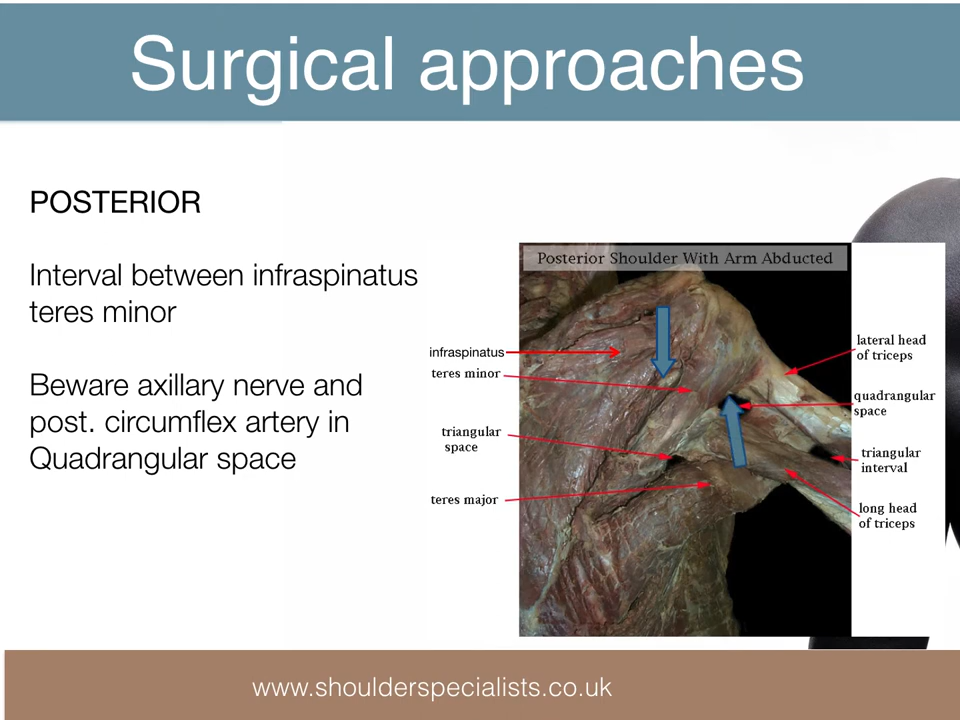 Surgical approaches
POSTERIOR
Interval between infraspinatus
teres minor
Beware axillary nerve and
post. circumflex artery in
Quadrangular space
Posterior Shoulder With Arm Abducted
infraspinatus
teres minor
triangular
space
teres major
lateral head
of triceps
quadrangular
space
triangular
interval
long head
of triceps
www.shoulderspecialists.co.uk